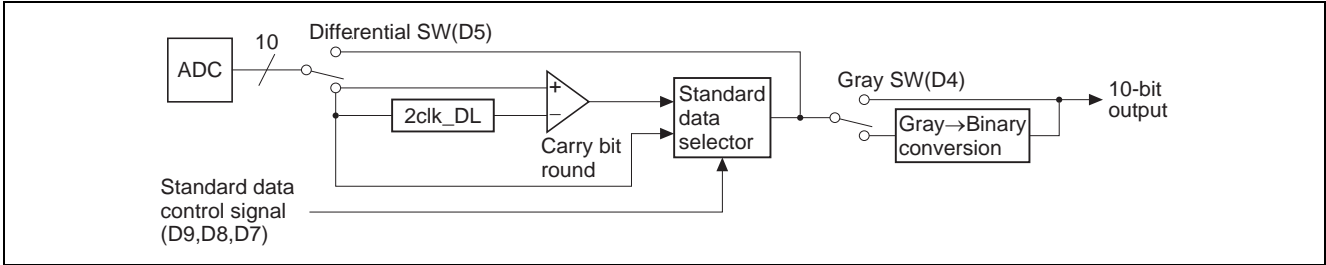 Differential SW(D5)
10
ADC
2clk_DL
+
−
Carry bit
round
Standard
data
selector
Gray SW(D4)
Gray→Binary
conversion
10-bit
output
Standard data
control signal
(D9,D8,D7)